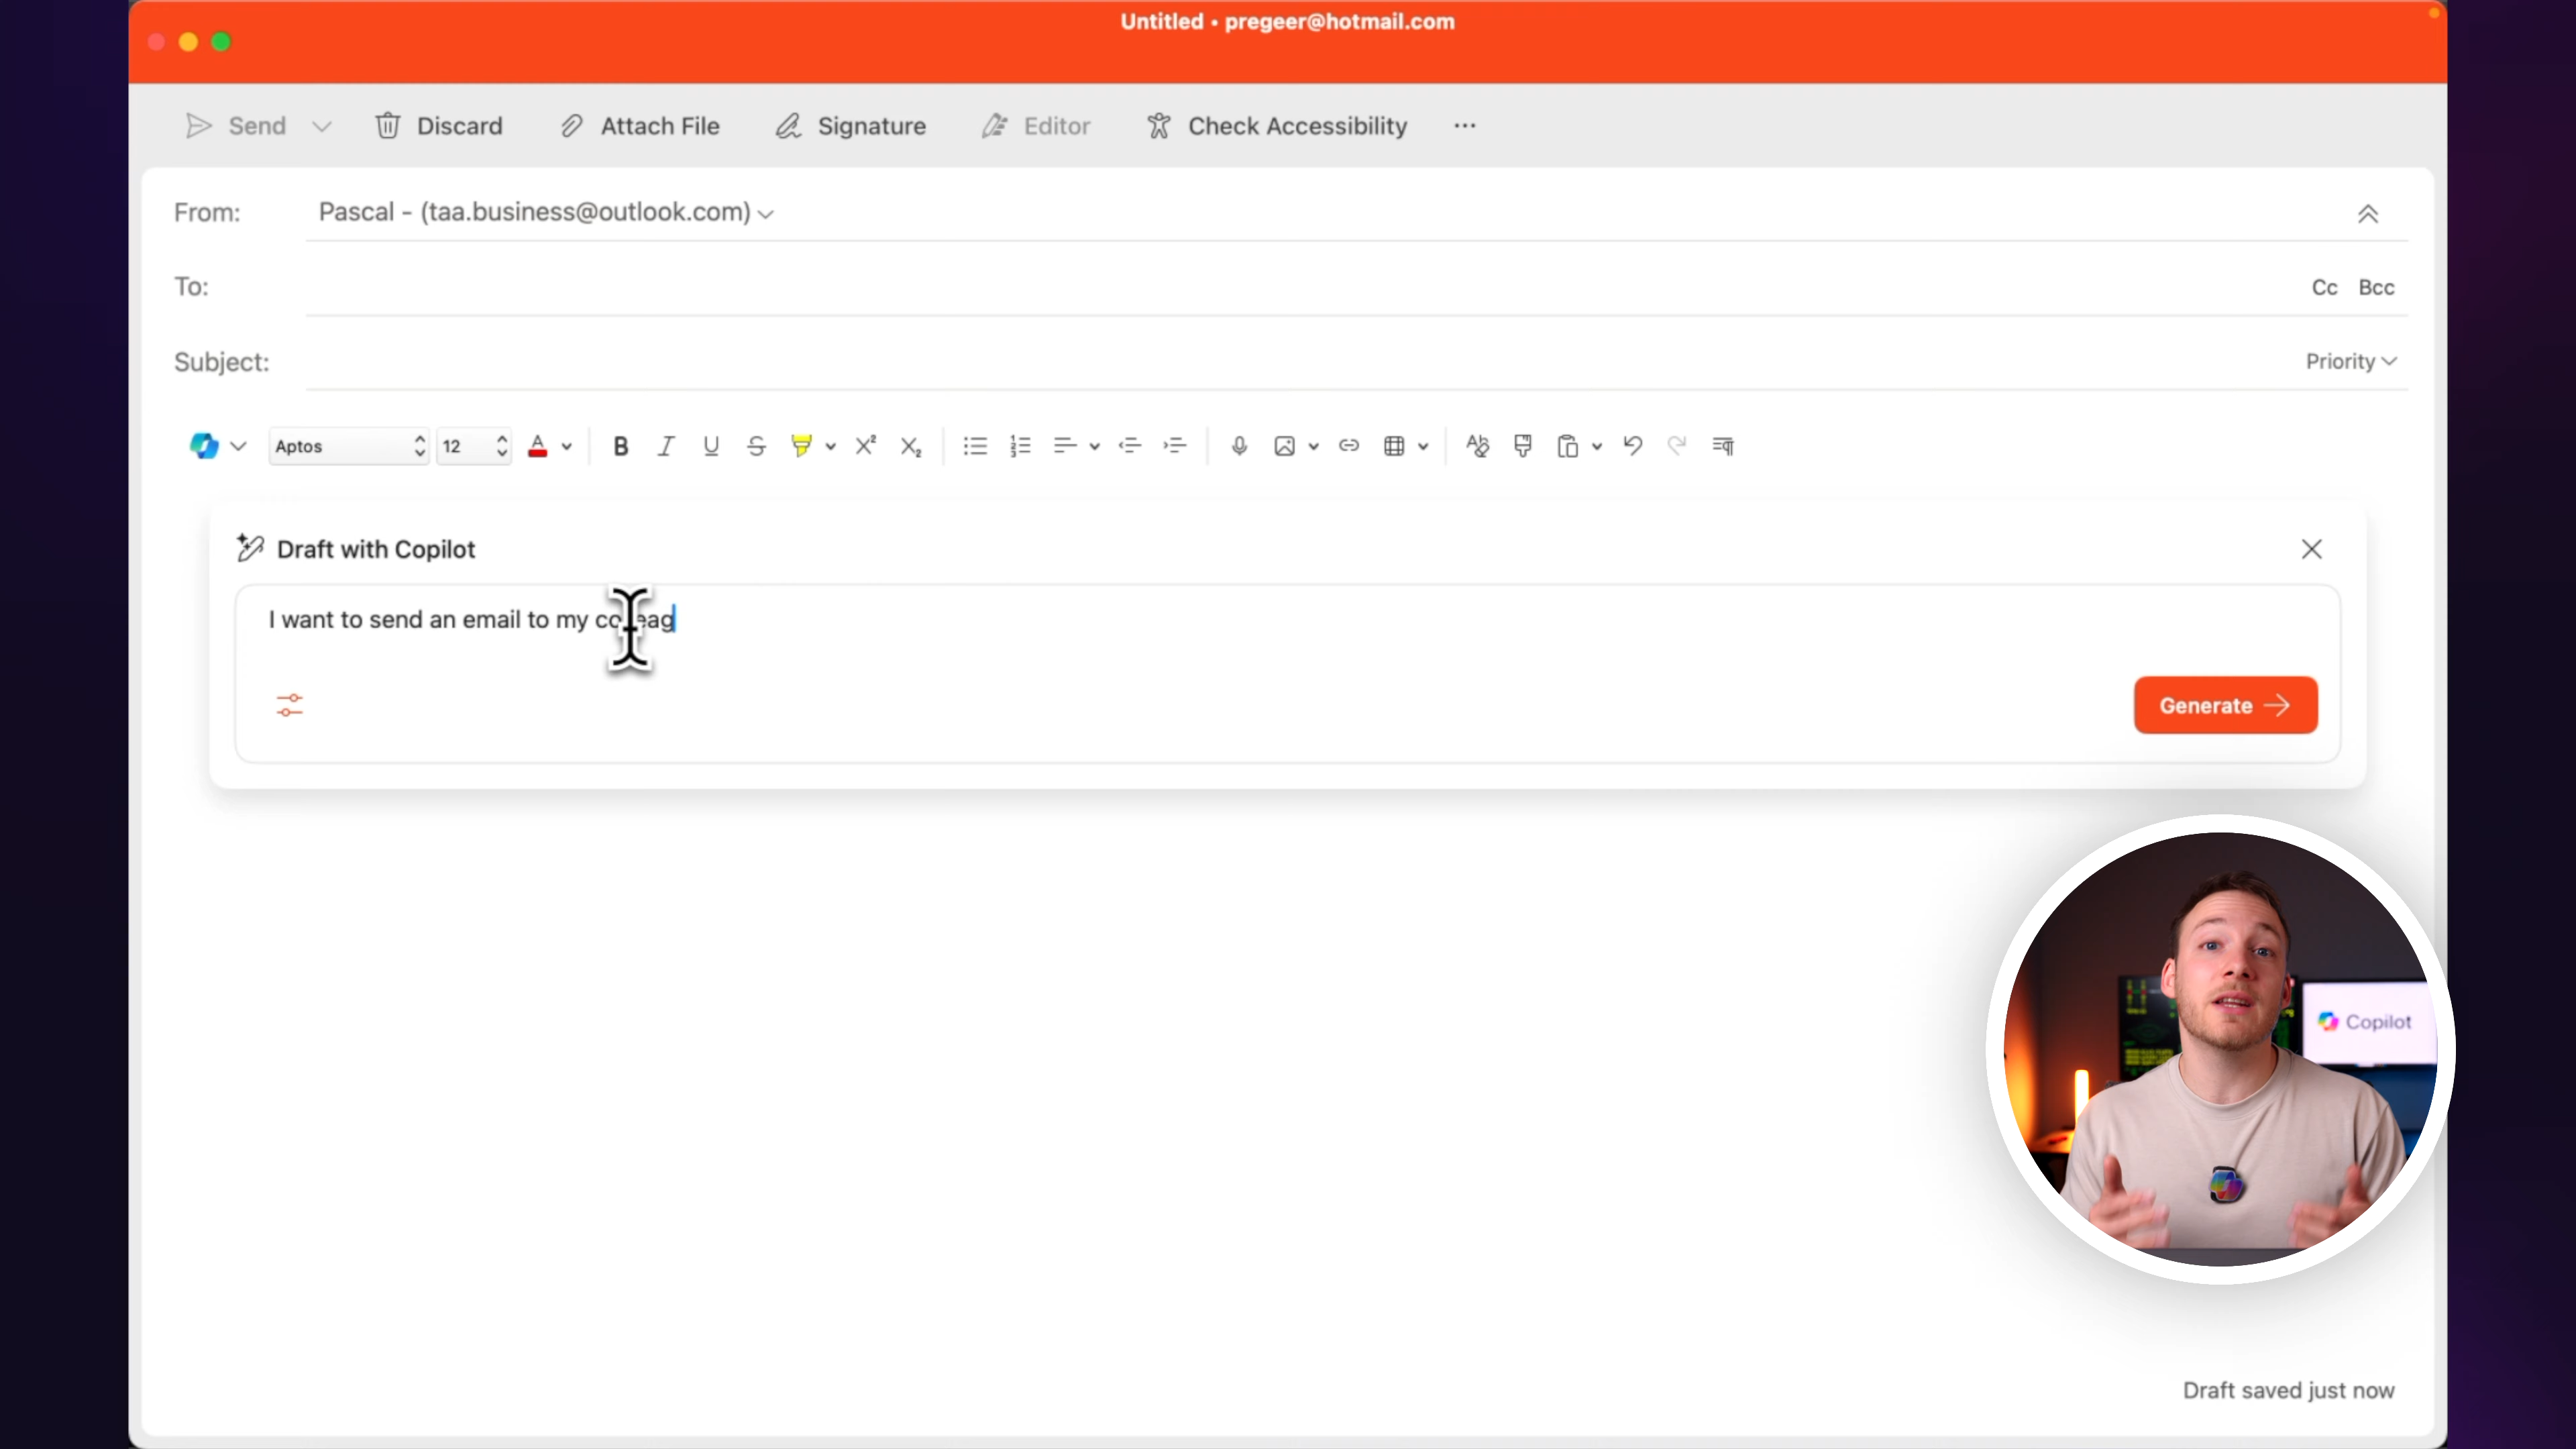 Untitled • pregeer@hotmail.com
Send
Discard
Attach File
Signature
Editor
Check Accessibility
From:
Pascal - (taa.business@outlook.com)
To:
Cc
Bcc
Subject:
Priority
Aptos
12
Draft with Copilot
I want to send an email to my colleag
Generate
Copilot
Draft saved just now